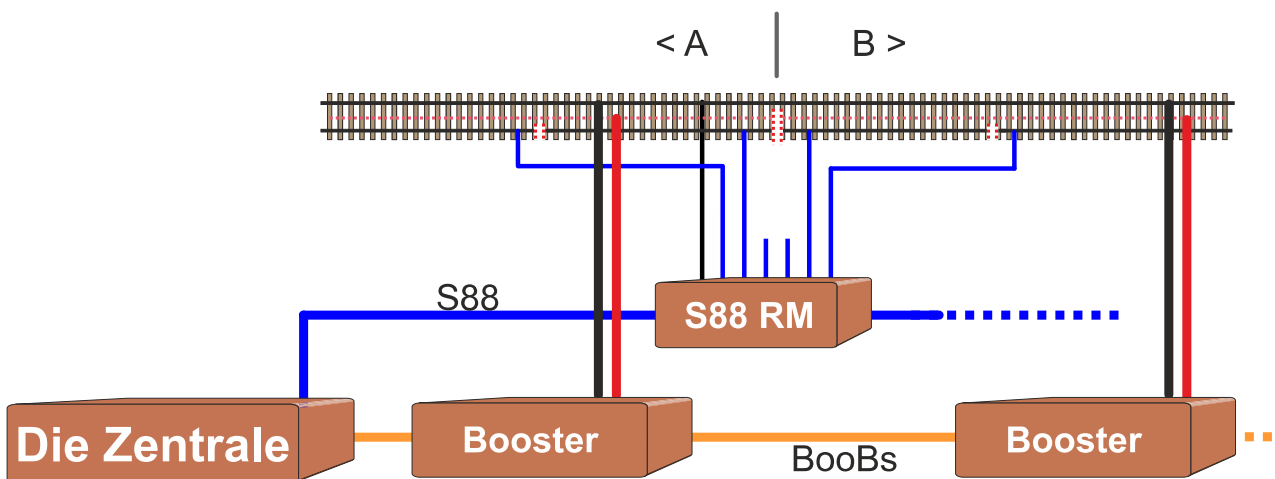 < A
B >
S88
S88 RM
Die Zentrale
Booster
BooBs
Booster